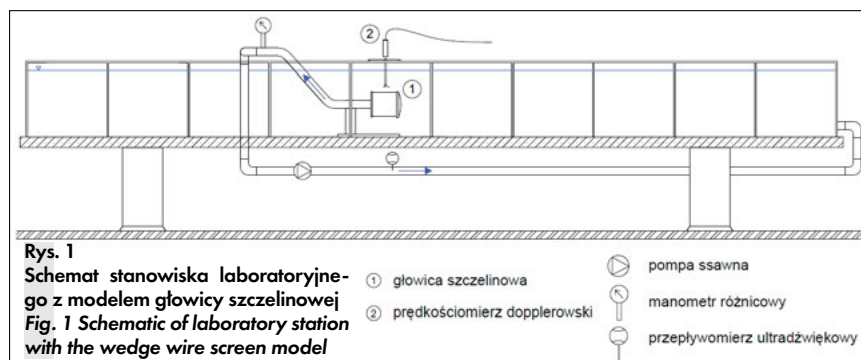 2
1
Rys. 1
Schemat stanowiska laboratoryjne-
go z modelem głowicy szczelinowej
Fig. 1 Schematic of laboratory station
with the wedge wire screen model
1 głowica szczelinowa
2 prędkościomierz dopplerowski
pompa ssawna
manometr różnicowy
przepływomierz ultradźwiękowy